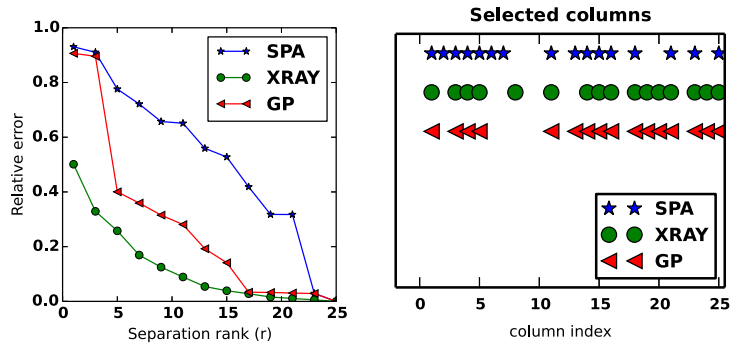 1.0
0.8
0.6
0.4
0.2
0.0
Relative error
0 5 10 15 20 25
Separation rank (r)
SPA
XRAY
GP
Selected columns
SPA
XRAY
GP
0 5 10 15 20 25
column index